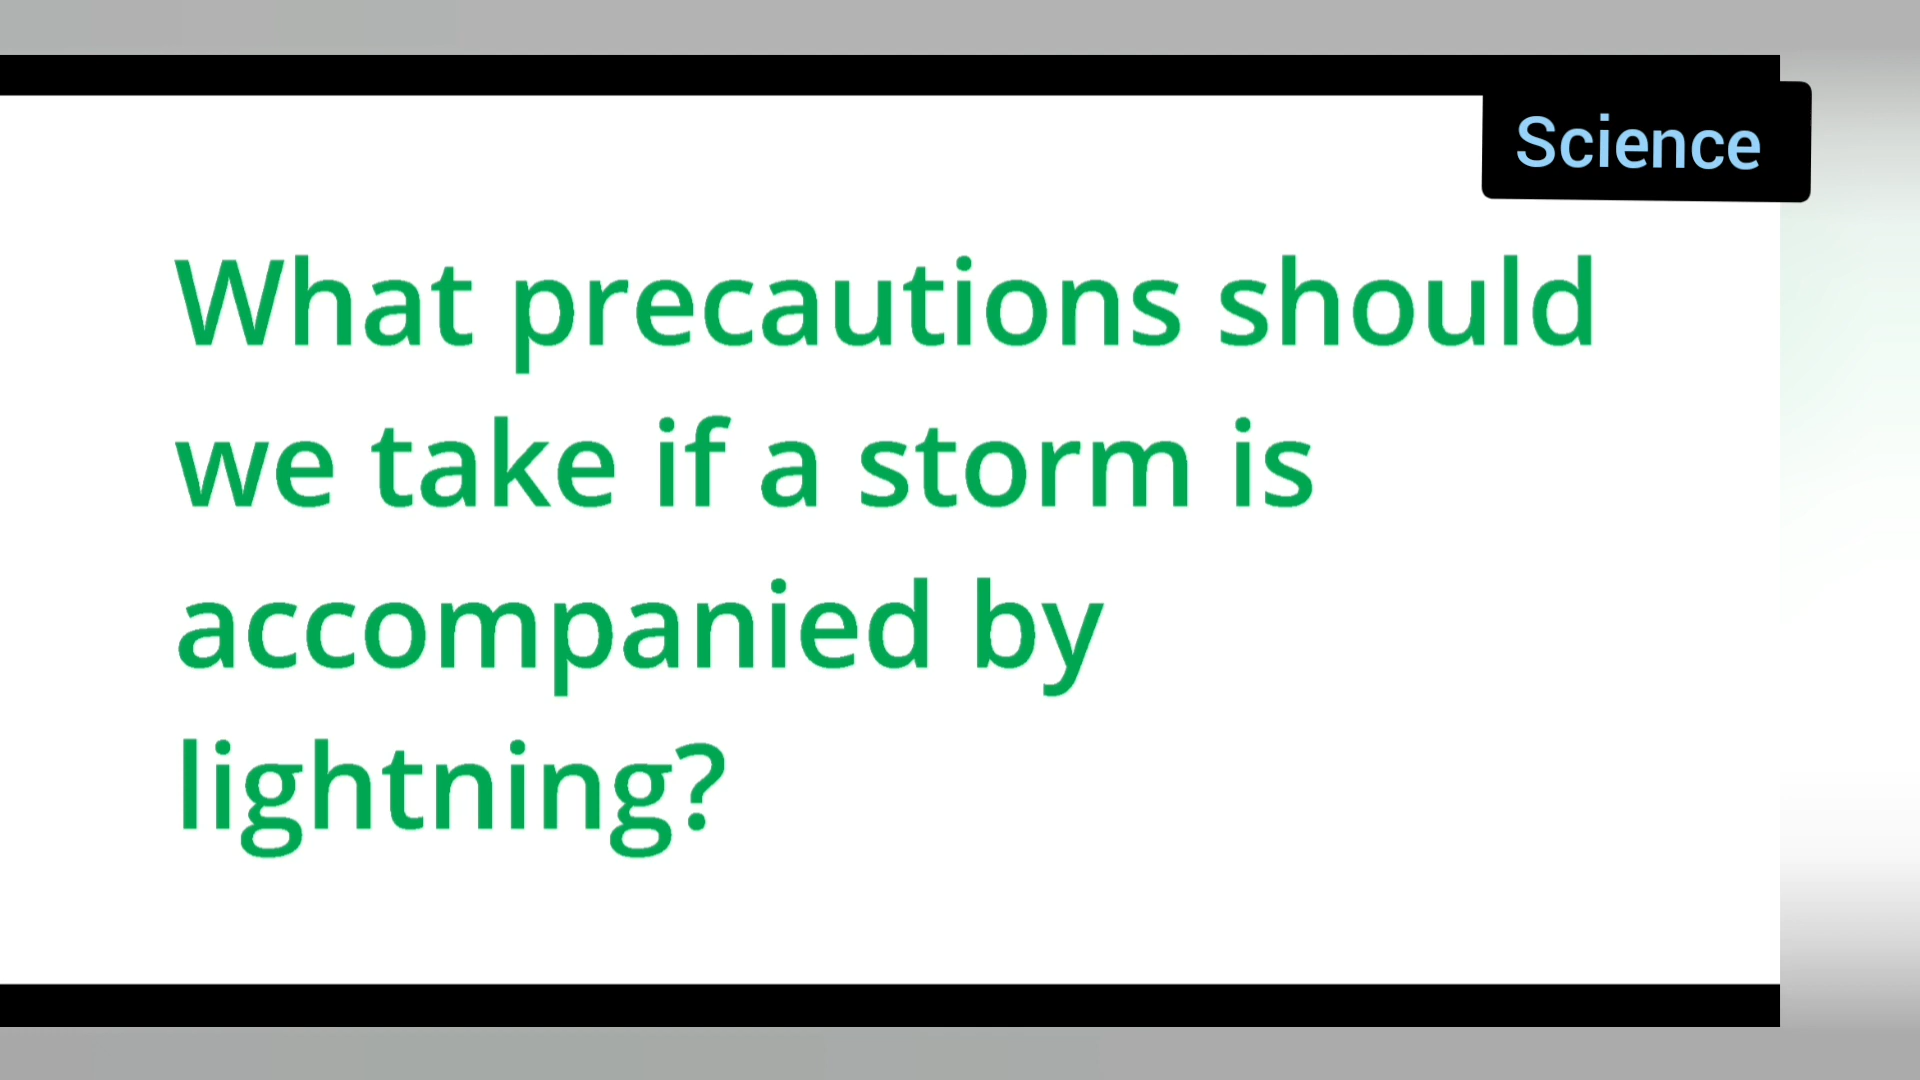 Science
What precautions should
we take if a storm is
accompanied by
lightning?